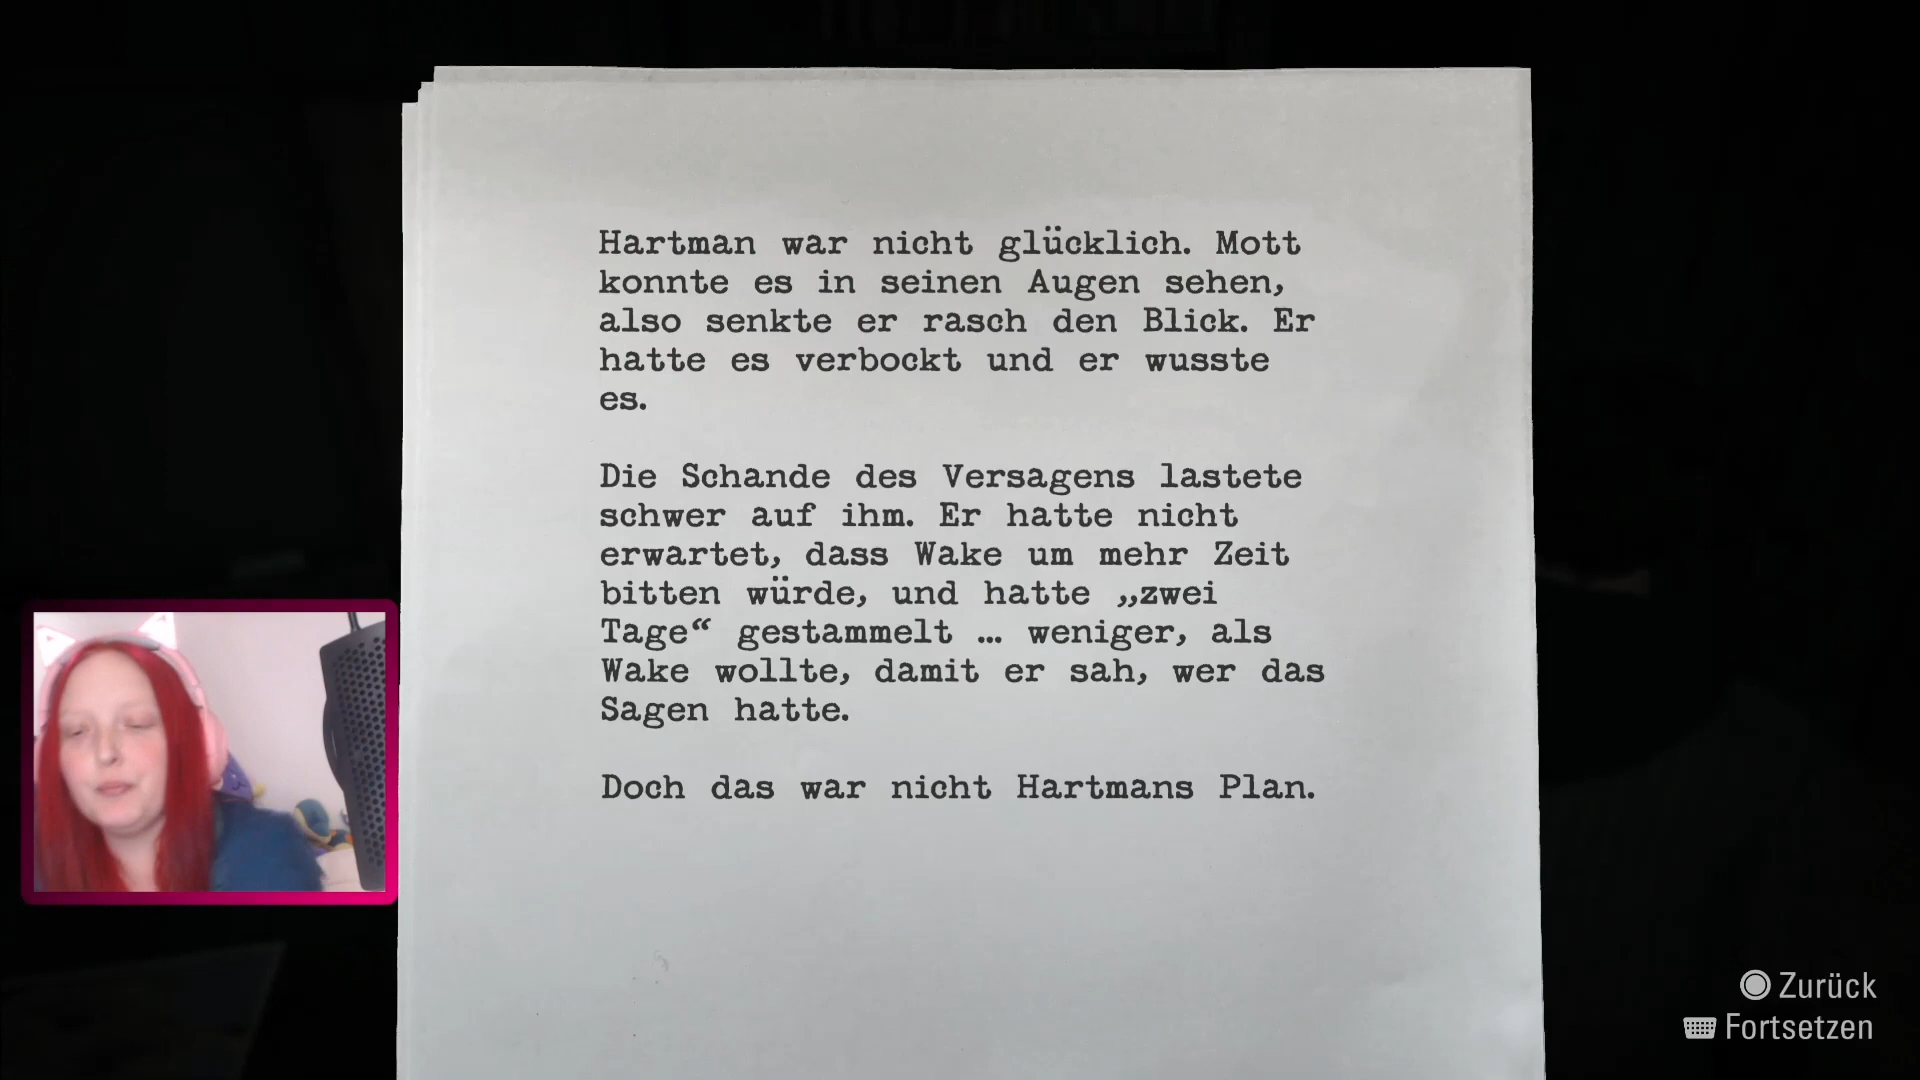 Hartman war nicht glücklich. Mott
konnte es in seinen Augen sehen,
also senkte er rasch den Blick. Er
hatte es verbockt und er wusste
es.
Die Schande des Versagens lastete
schwer auf ihm. Er hatte nicht
erwartet, dass Wake um mehr Zeit
bitten würde, und hatte „zwei
Tage“ gestammelt … weniger, als
Wake wollte, damit er sah, wer das
Sagen hatte.
Doch das war nicht Hartmans Plan.
Zurück
Fortsetzen